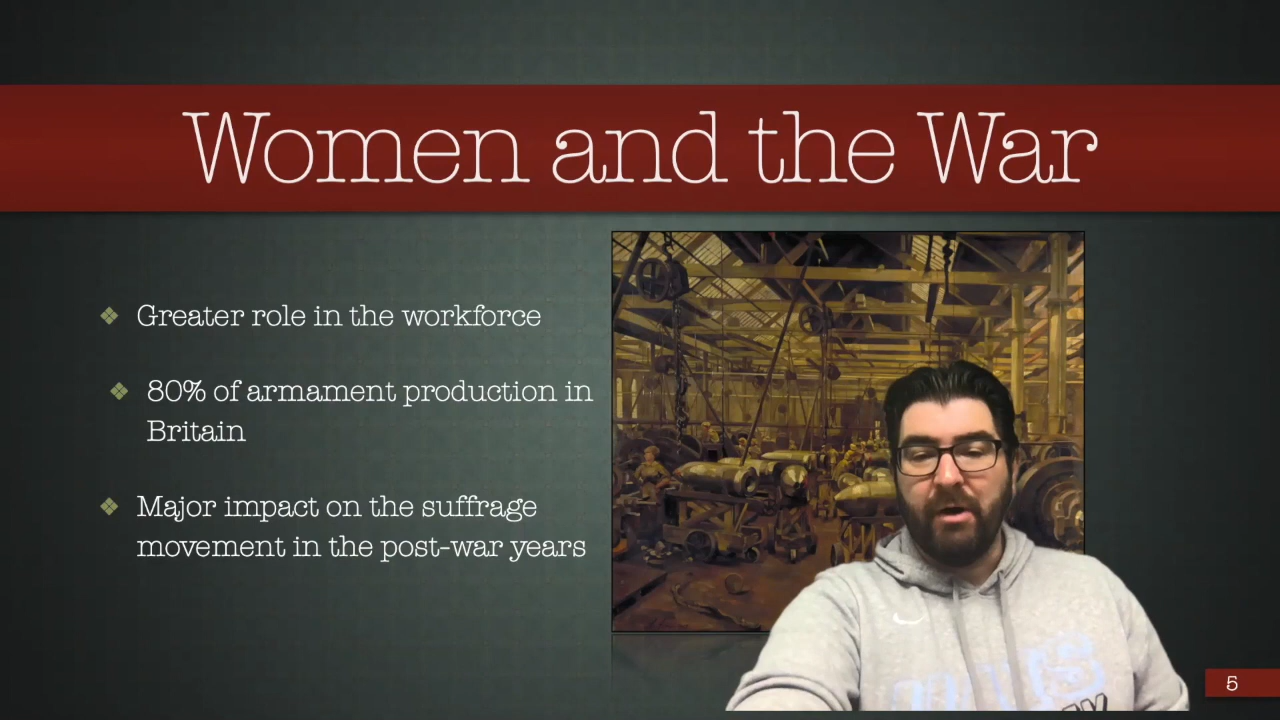 Women and the War
Greater role in the workforce
80% of armament production in
Britain
Major impact on the suffrage
movement in the post-war years
5